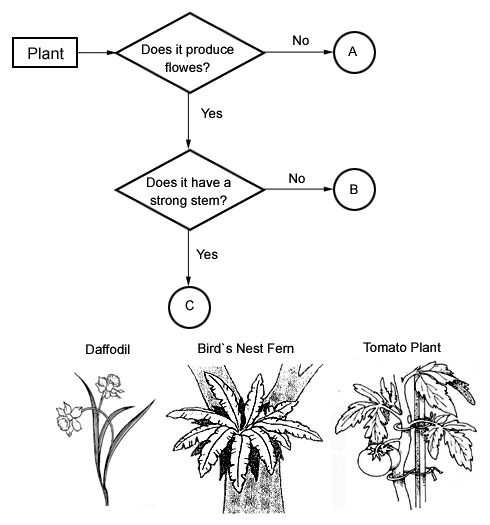 Plant
Does it produce
flowes?
No
A
Yes
Does it have a
strong stem?
No
B
Yes
C
Daffodil
Bird`s Nest Fern
Tomato Plant